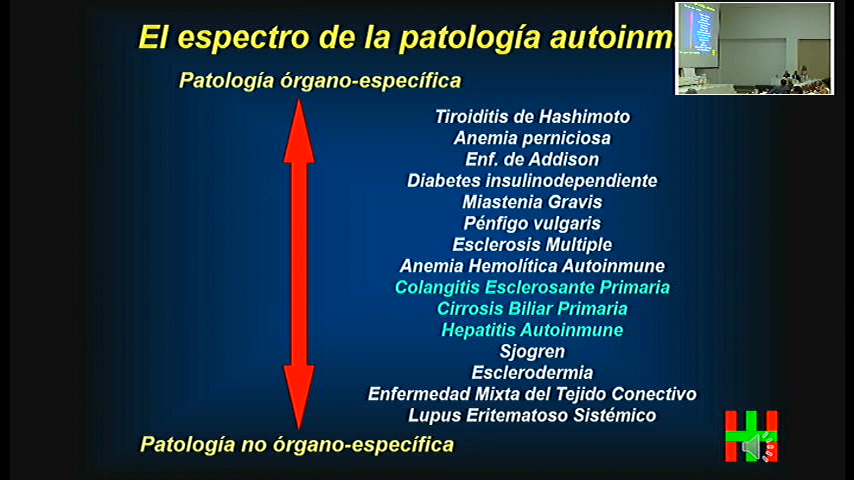 El espectro de la patología autoinm
Patología órgano-específica
Tiroiditis de Hashimoto
Anemia perniciosa
Enf. de Addison
Diabetes insulinodependiente
Miastenia Gravis
Pénfigo vulgaris
Esclerosis Multiple
Anemia Hemolítica Autoinmune
Colangitis Esclerosante Primaria
Cirrosis Biliar Primaria
Hepatitis Autoinmune
Sjogren
Esclerodermia
Enfermedad Mixta del Tejido Conectivo
Lupus Eritematoso Sistémico
Patología no órgano-específica